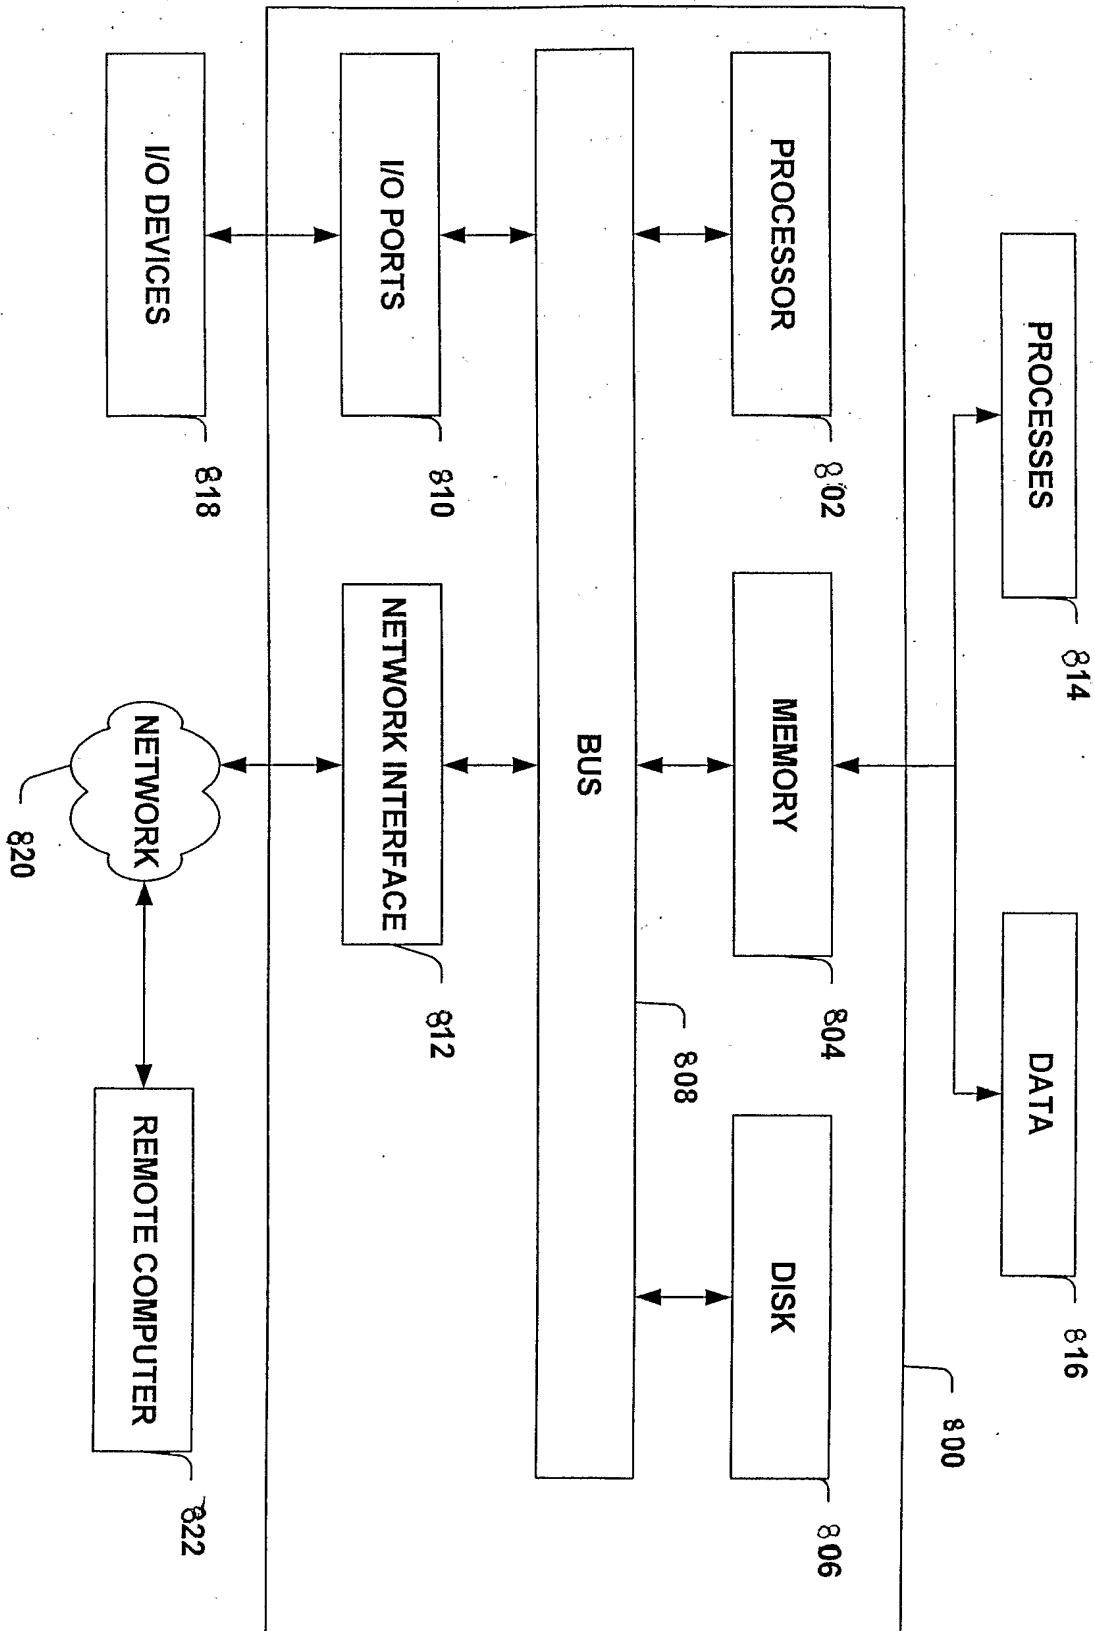 PROCESSES
814
DATA
816
800
PROCESSOR
802
MEMORY
804
DISK
806
BUS
808
I/O PORTS
810
NETWORK INTERFACE
812
I/O DEVICES
818
NETWORK
820
REMOTE COMPUTER
822